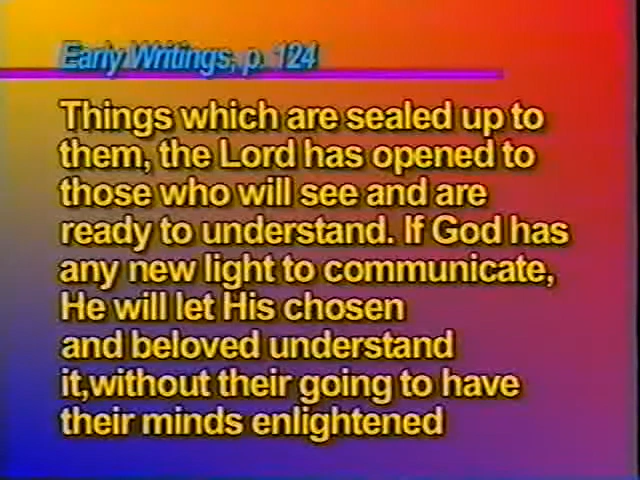 Early Writings, p. 124
Things which are sealed up to
them, the Lord has opened to
those who will see and are
ready to understand. If God has
any new light to communicate,
He will let His chosen
and beloved understand
it,without their going to have
their minds enlightened